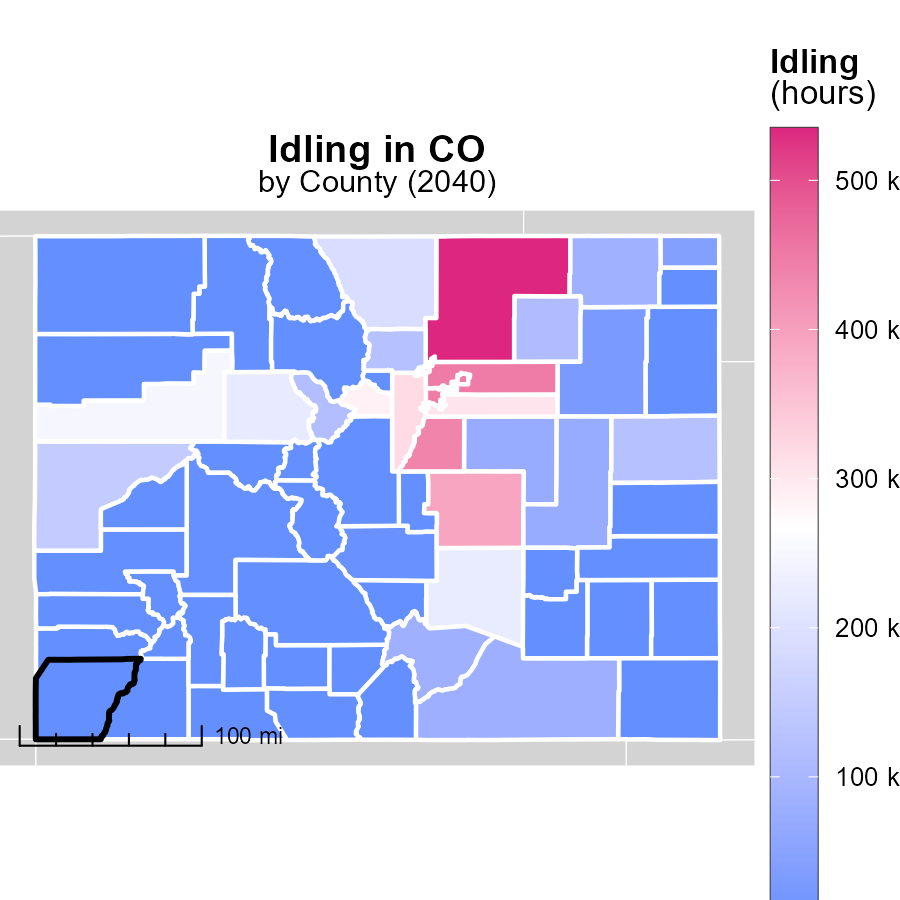 Idling
(hours)
Idling in CO
by County (2040)
500 k
400 k
300 k
200 k
100 k
100 mi